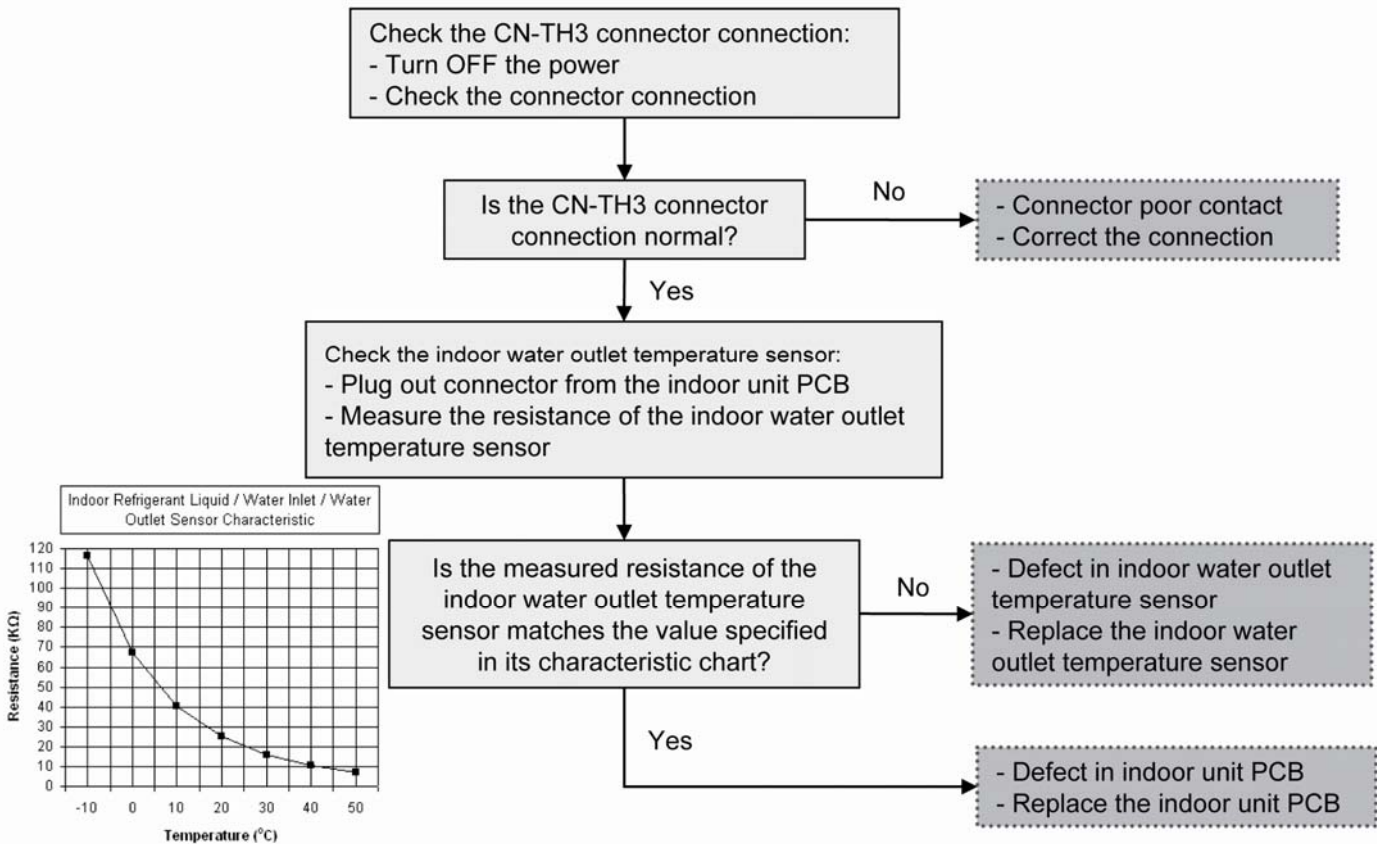 Check the CN-TH3 connector connection:
- Turn OFF the power
- Check the connector connection
Is the CN-TH3 connector
connection normal?
No
- Connector poor contact
- Correct the connection
Yes
Check the indoor water outlet temperature sensor:
- Plug out connector from the indoor unit PCB
- Measure the resistance of the indoor water outlet
temperature sensor
Indoor Refrigerant Liquid / Water Inlet / Water
Outlet Sensor Characteristic
120
110
100
90
80
70
60
50
40
30
20
10
0
Resistance (KΩ)
-10 0 10 20 30 40 50
Temperature (°C)
Is the measured resistance of the
indoor water outlet temperature
sensor matches the value specified
in its characteristic chart?
No
- Defect in indoor water outlet
temperature sensor
- Replace the indoor water
outlet temperature sensor
Yes
- Defect in indoor unit PCB
- Replace the indoor unit PCB